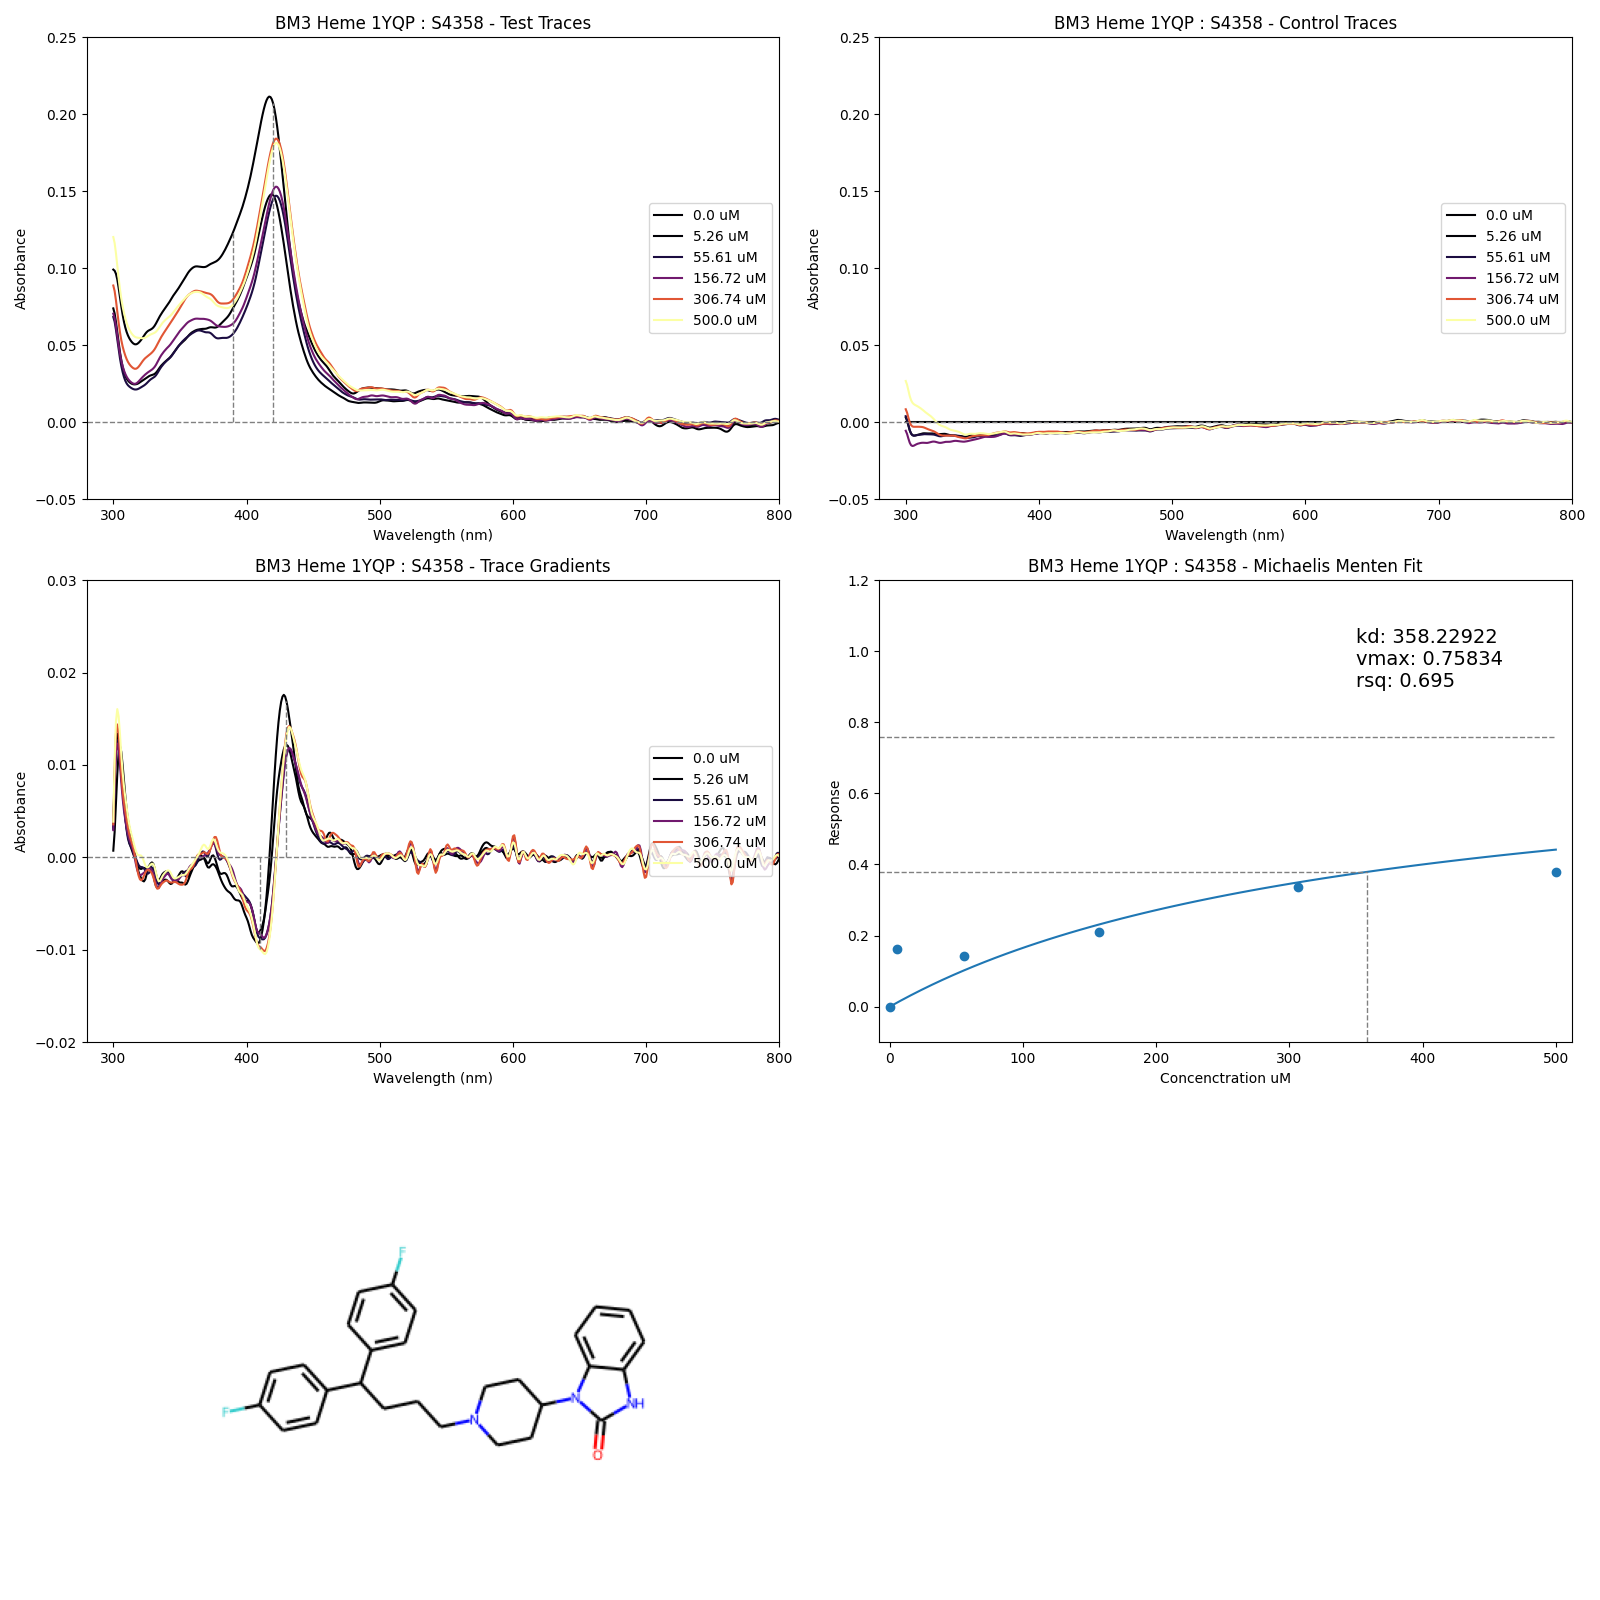 BM3 Heme 1YQP : S4358 - Test Traces
Absorbance
0.25
0.20
0.15
0.10
0.05
0.00
−0.05
300
400
500
600
700
800
Wavelength (nm)
0.0 uM
5.26 uM
55.61 uM
156.72 uM
306.74 uM
500.0 uM
BM3 Heme 1YQP : S4358 - Control Traces
Absorbance
0.25
0.20
0.15
0.10
0.05
0.00
−0.05
300
400
500
600
700
800
Wavelength (nm)
0.0 uM
5.26 uM
55.61 uM
156.72 uM
306.74 uM
500.0 uM
BM3 Heme 1YQP : S4358 - Trace Gradients
Absorbance
0.03
0.02
0.01
0.00
−0.01
−0.02
300
400
500
600
700
800
Wavelength (nm)
0.0 uM
5.26 uM
55.61 uM
156.72 uM
306.74 uM
500.0 uM
BM3 Heme 1YQP : S4358 - Michaelis Menten Fit
Response
1.2
1.0
0.8
0.6
0.4
0.2
0.0
0
100
200
300
400
500
Concenctration uM
kd: 358.22922
vmax: 0.75834
rsq: 0.695
F
F
N
N
NH
O